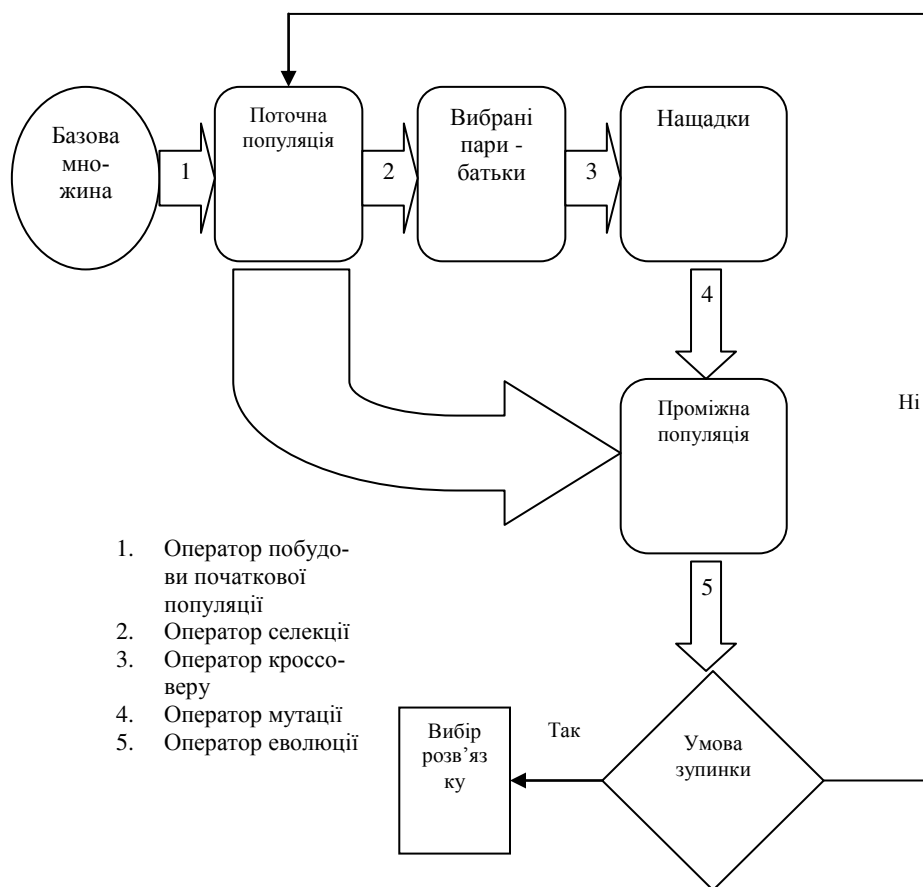 Базова
мно-
жина
1
Поточна
популяція
2
Вибрані
пари -
батьки
3
Нащадки
4
Проміжна
популяція
Ні
1. Оператор побудо-
ви початкової
популяції
2. Оператор селекції
3. Оператор кроссо-
веру
4. Оператор мутації
5. Оператор еволюції
5
Вибір
розв’яз
ку
Так
Умова
зупинки